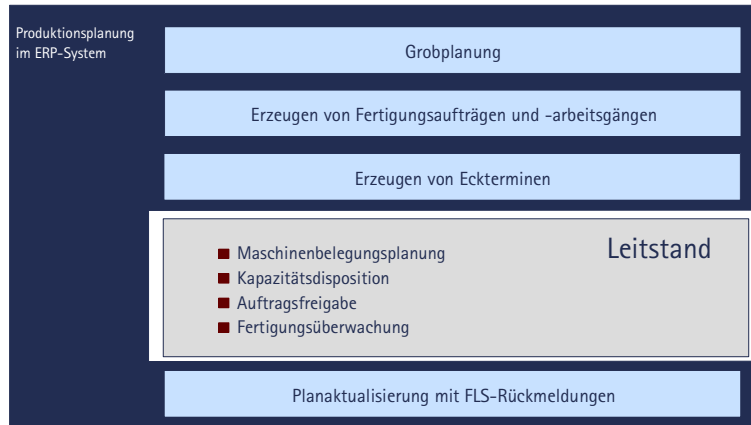 Produktionsplanung
im ERP-System
Grobplanung
Erzeugen von Fertigungsaufträgen und -arbeitsgängen
Erzeugen von Eckterminen
Leitstand
Maschinenbelegungsplanung
Kapazitätsdisposition
Auftragsfreigabe
Fertigungsüberwachung
Planaktualisierung mit FLS-Rückmeldungen